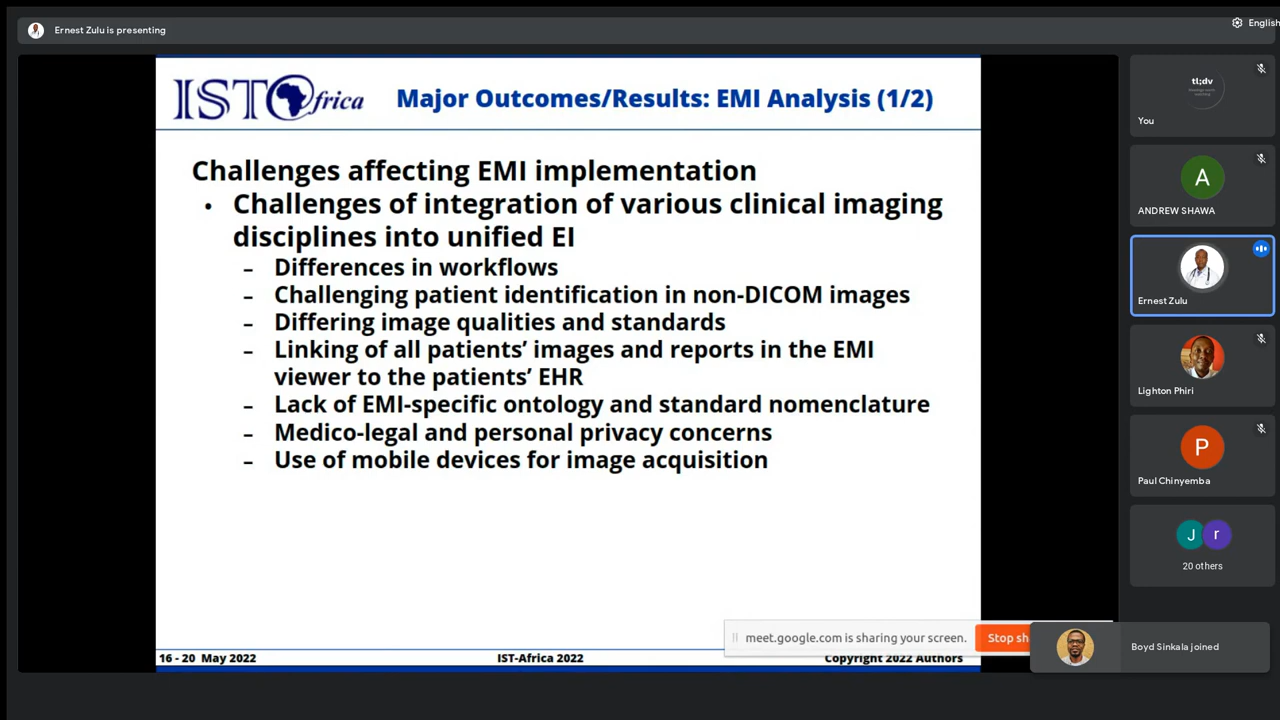 Ernest Zulu is presenting
English
ISTAfrica
Major Outcomes/Results: EMI Analysis (1/2)
Challenges affecting EMI implementation
• Challenges of integration of various clinical imaging
disciplines into unified EI
– Differences in workflows
– Challenging patient identification in non-DICOM images
– Differing image qualities and standards
– Linking of all patients’ images and reports in the EMI
viewer to the patients’ EHR
– Lack of EMI-specific ontology and standard nomenclature
– Medico-legal and personal privacy concerns
– Use of mobile devices for image acquisition
16 - 20 May 2022
IST-Africa 2022
Copyright 2022 Authors
meet.google.com is sharing your screen.
Stop sh
tl;dv
You
A
ANDREW SHAWA
Ernest Zulu
Lighton Phiri
P
Paul Chinyemba
J
r
20 others
Boyd Sinkala joined